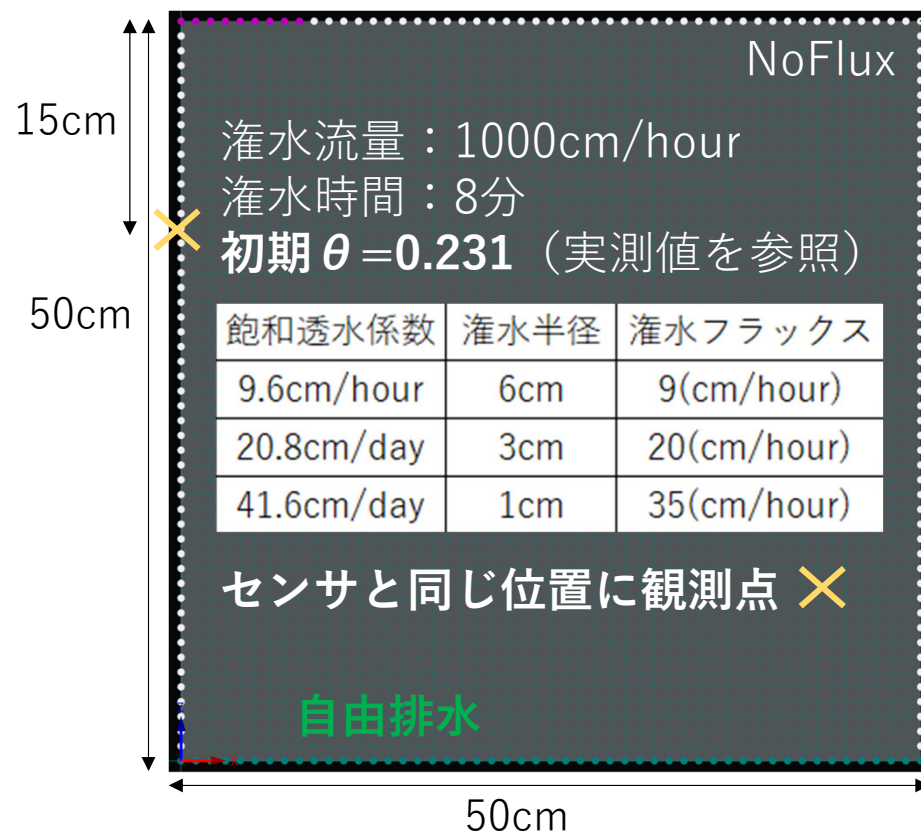 NoFlux
15cm
灌水流量：1000cm/hour
灌水時間：8分
初期θ=0.231（実測値を参照）
50cm
飽和透水係数 灌水半径 灌水フラックス
9.6cm/hour 6cm 9(cm/hour)
20.8cm/day 3cm 20(cm/hour)
41.6cm/day 1cm 35(cm/hour)
センサと同じ位置に観測点
自由排水
50cm